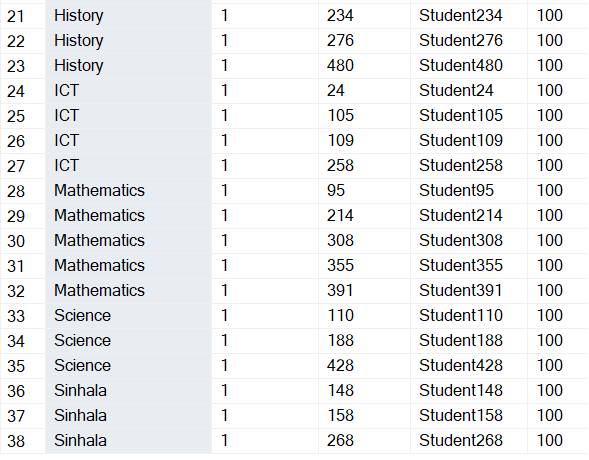 21 History 1 234 Student234 100
22 History 1 276 Student276 100
23 History 1 480 Student480 100
24 ICT 1 24 Student24 100
25 ICT 1 105 Student105 100
26 ICT 1 109 Student109 100
27 ICT 1 258 Student258 100
28 Mathematics 1 95 Student95 100
29 Mathematics 1 214 Student214 100
30 Mathematics 1 308 Student308 100
31 Mathematics 1 355 Student355 100
32 Mathematics 1 391 Student391 100
33 Science 1 110 Student110 100
34 Science 1 188 Student188 100
35 Science 1 428 Student428 100
36 Sinhala 1 148 Student148 100
37 Sinhala 1 158 Student158 100
38 Sinhala 1 268 Student268 100